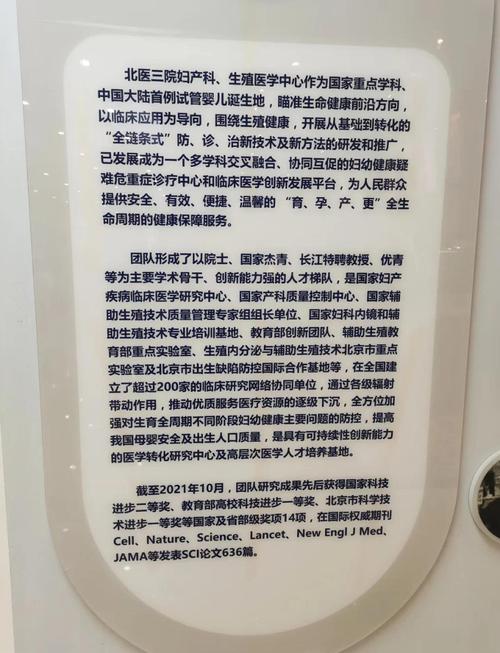 北医三院妇产科、生殖医学中心作为国家重点学科、
中国大陆首例试管婴儿诞生地，瞄准生命健康前沿方向，
以临床应用为导向，围绕生殖健康，开展从基础到转化的
“全链条式”防、诊、治新技术及新方法的研发和推广，
已发展成为一个多学科交叉融合、协同互促的妇幼健康疑
难危重症诊疗中心和临床医学创新发展平台，为人民群众
提供安全、有效、便捷、温馨的“育、孕、产、更”全生
命周期的健康保障服务。
团队形成了以院士、国家杰青、长江特聘教授、优青
等为主要学术骨干、创新能力强的人才梯队，是国家妇产
疾病临床医学研究中心、国家产科质量控制中心、国家辅
助生殖技术质量管理专家组组长单位、国家妇科内镜和辅
助生殖技术专业培训基地、教育部创新团队、辅助生殖教
育部重点实验室、生殖内分泌与辅助生殖技术北京市重点
实验室及北京市出生缺陷防控国际合作基地等，在全国建
立了超过200家的临床研究网络协同单位，通过各级辐射
带动作用，推动优质服务医疗资源的逐级下沉，全方位加
强对生育全周期不同阶段妇幼健康主要问题的防控，提高
我国母婴安全及出生人口质量，是具有可持续性创新能力
的医学转化研究中心及高层次医学人才培养基地。
截至2021年10月，团队研究成果先后获得国家科技
进步二等奖、教育部高校科技进步一等奖、北京市科学技
术进步一等奖等国家及省部级奖项14项，在国际权威期刊
Cell、Nature、Science、Lancet、New Engl J Med、
JAMA等发表SCI论文636篇。